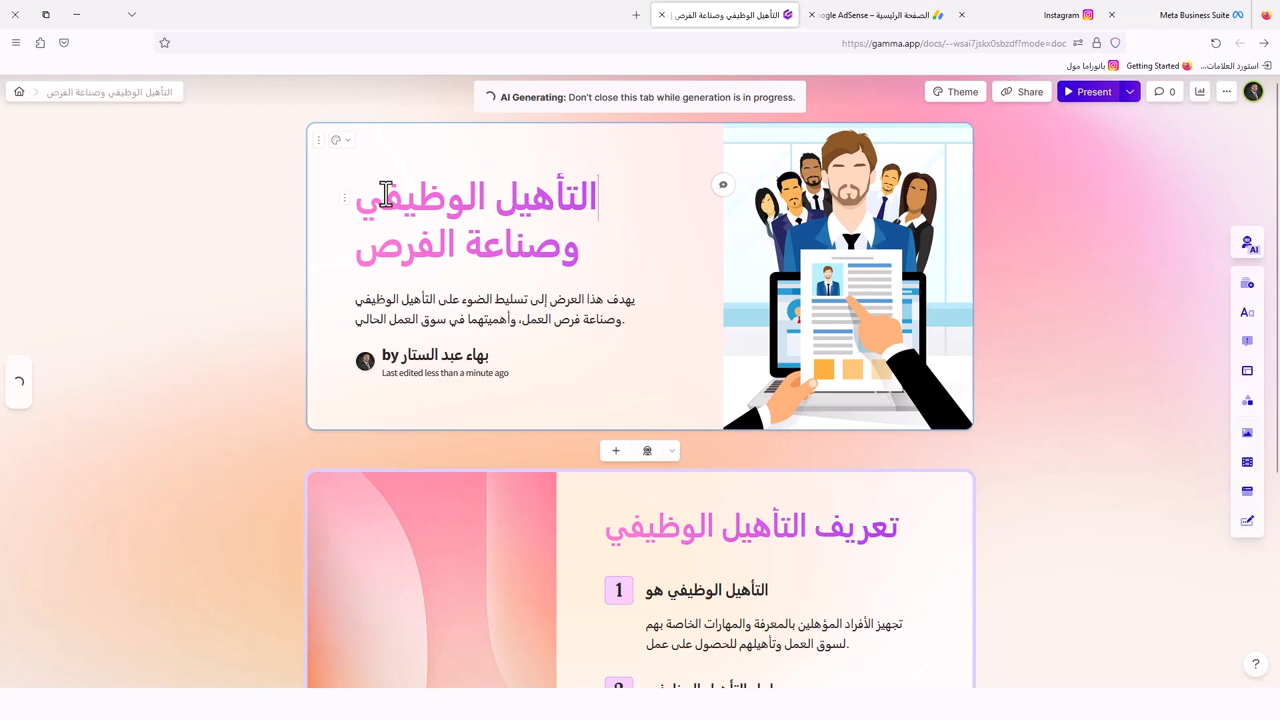 التأهيل الوظيفي وصناعة الفرص
الصفحة الرئيسية – Google AdSense
Instagram
Meta Business Suite
https://gamma.app/docs/--wsai7jskx0sbzdf?mode=doc
استورد العلامات...
Getting Started
بانوراما مول
التأهيل الوظيفي وصناعة الفرص
AI Generating: Don't close this tab while generation is in progress.
Theme
Share
Present
0
التأهيل الوظيفي
وصناعة الفرص
يهدف هذا العرض إلى تسليط الضوء على التأهيل الوظيفي
وصناعة فرص العمل، وأهميتهما في سوق العمل الحالي.
by بهاء عبد الستار
Last edited less than a minute ago
AI
Aa
تعريف التأهيل الوظيفي
1
التأهيل الوظيفي هو
تجهيز الأفراد المؤهلين بالمعرفة والمهارات الخاصة بهم
لسوق العمل وتأهيلهم للحصول على عمل.
?